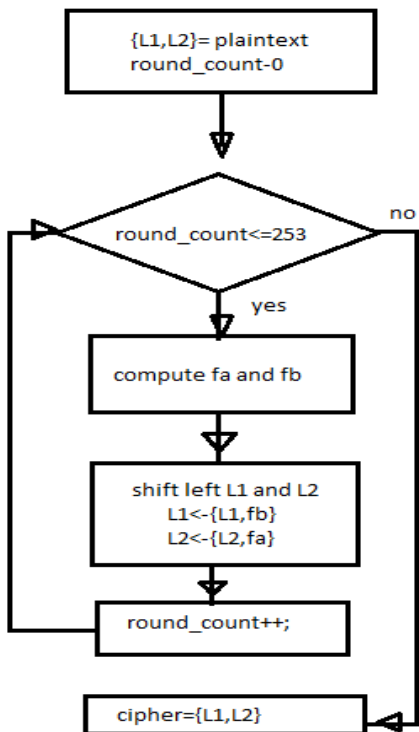 {L1,L2}= plaintext
round_count-0
round_count<=253
no
yes
compute fa and fb
shift left L1 and L2
L1<-{L1,fb}
L2<-{L2,fa}
round_count++;
cipher={L1,L2}